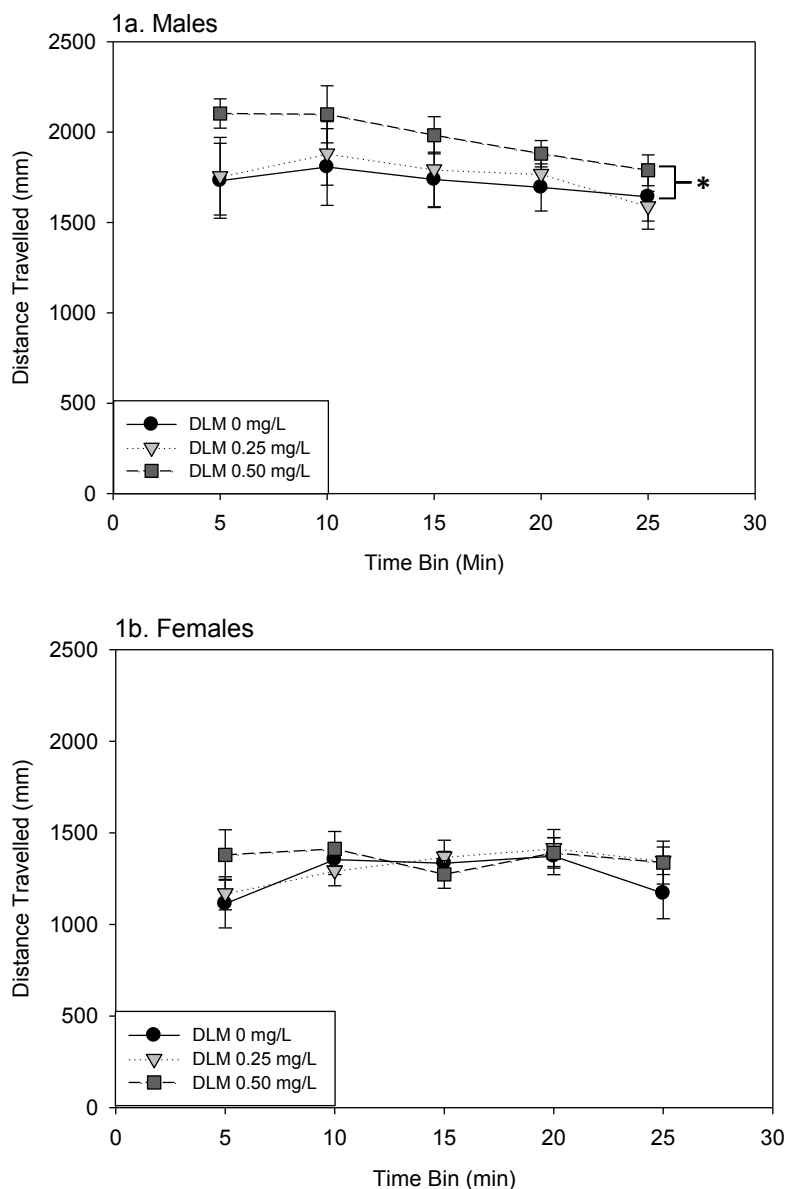 1a. Males
2500
2000
1500
1000
500
0
Distance Travelled (mm)
*
DLM 0 mg/L
DLM 0.25 mg/L
DLM 0.50 mg/L
0 5 10 15 20 25 30
Time Bin (Min)
1b. Females
2500
2000
1500
1000
500
0
Distance Travelled (mm)
DLM 0 mg/L
DLM 0.25 mg/L
DLM 0.50 mg/L
0 5 10 15 20 25 30
Time Bin (min)